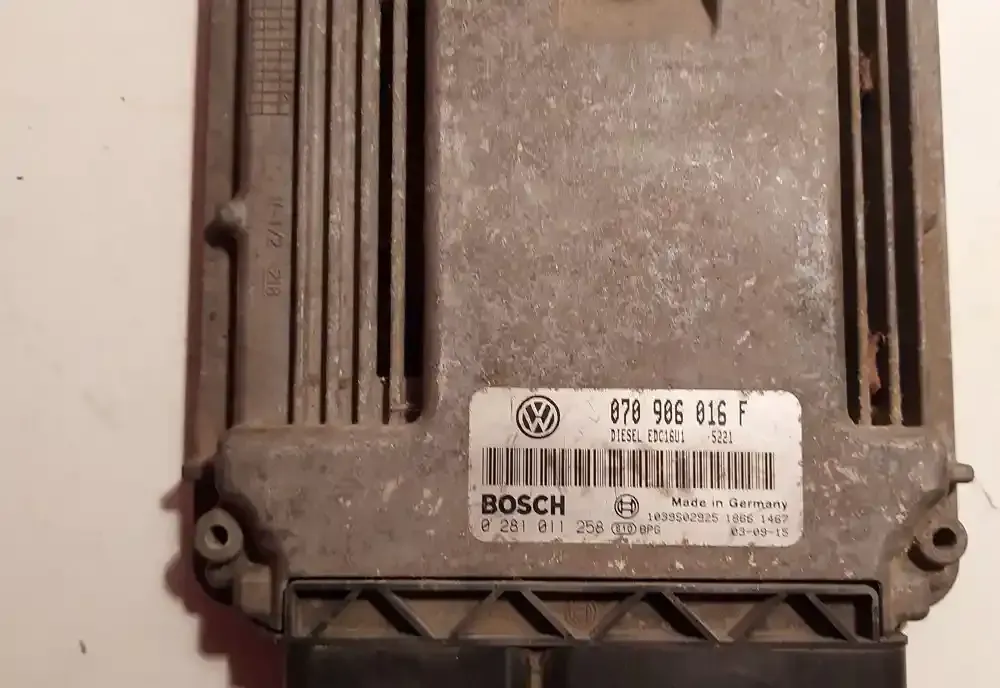 070 906 016 F
DIESEL EDC16U1 5221
BOSCH
Made in Germany
0 281 011 258
1039S02925 1866 1467
03-09-15